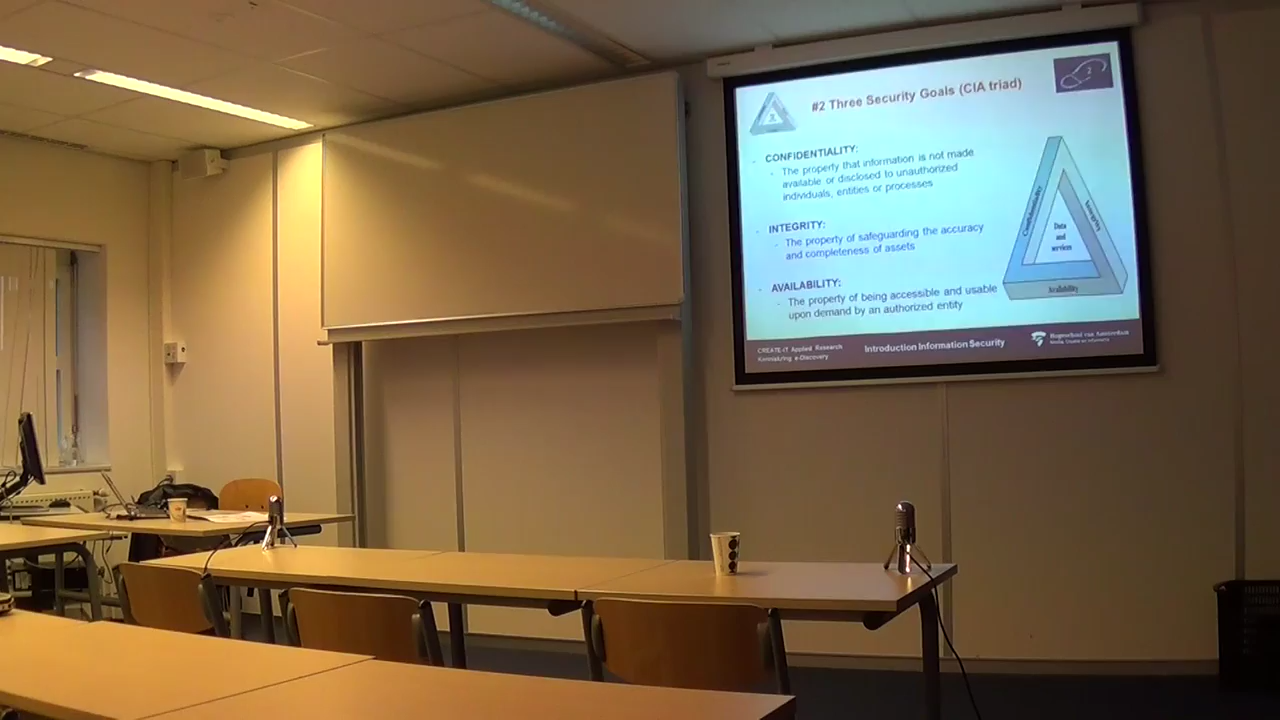 #2 Three Security Goals (CIA triad)
2
- CONFIDENTIALITY:
- The property that information is not made
available or disclosed to unauthorized
individuals, entities or processes
- INTEGRITY:
- The property of safeguarding the accuracy
and completeness of assets
- AVAILABILITY:
- The property of being accessible and usable
upon demand by an authorized entity
Confidentiality
Integrity
Data
and
services
Availability
CREATE-IT Applied Research
Kenniskring e-Discovery
Introduction Information Security
Hogeschool van Amsterdam